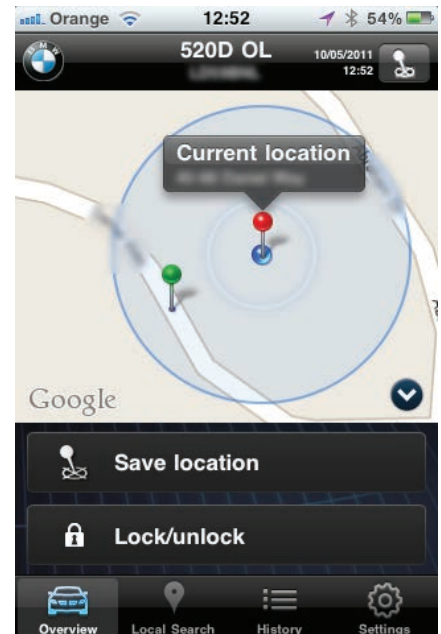 Orange 12:52 54%
BMW 520D OL 10/05/2011
12:52
Current location
Google
Save location
Lock/unlock
Overview Local Search History Settings